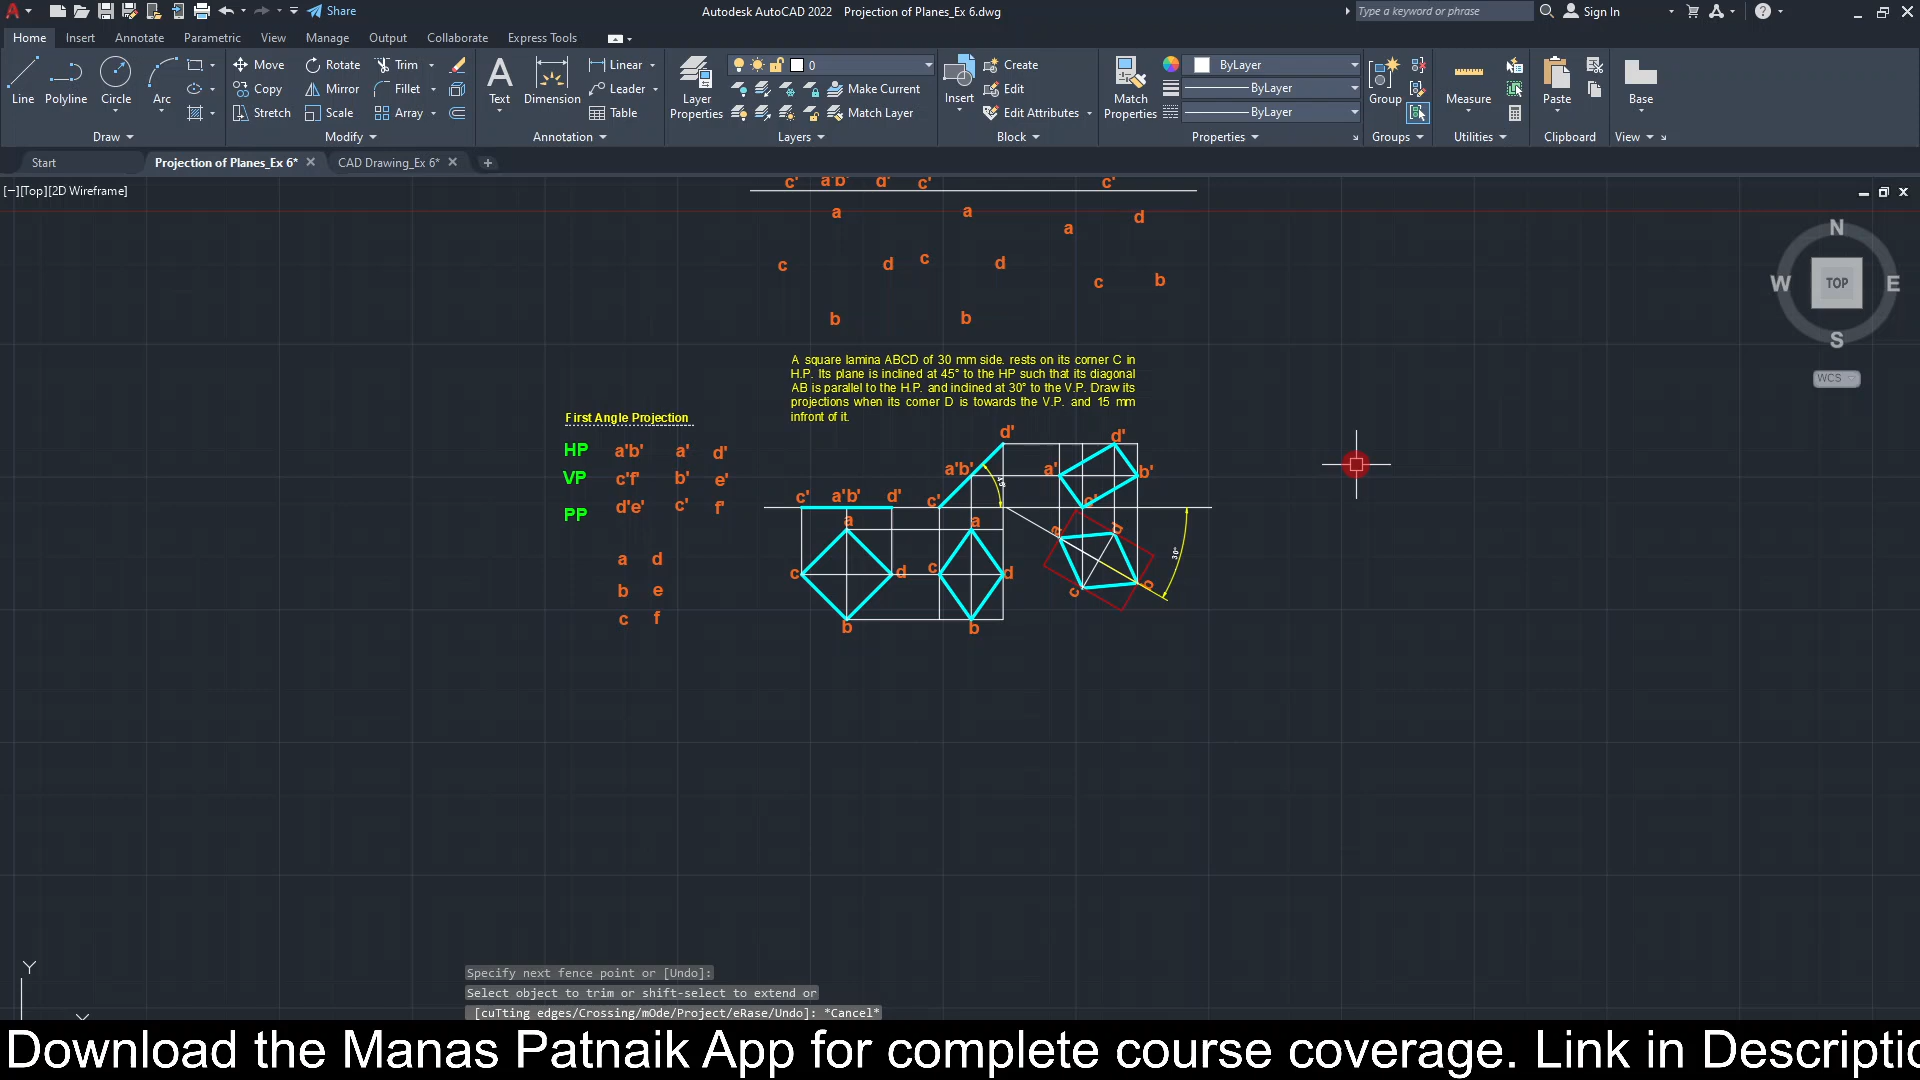 Share
Autodesk AutoCAD 2022 Projection of Planes_Ex 6.dwg
Type a keyword or phrase
Sign In
Home Insert Annotate Parametric View Manage Output Collaborate Express Tools
Line Polyline Circle Arc
Move Rotate Trim
Copy Mirror Fillet
Stretch Scale Array
Text Dimension
Linear
Leader
Table
Layer Properties
0
Make Current
Match Layer
Insert
Create
Edit
Edit Attributes
Match Properties
ByLayer
ByLayer
ByLayer
Group
Measure
Paste
Base
Draw Modify Annotation Layers Block Properties Groups Utilities Clipboard View
Start Projection of Planes_Ex 6* CAD Drawing_Ex 6*
[−][Top][2D Wireframe]
N
W TOP E
S
WCS
c' a'b' d' c' c'
a a a d
c d c d c b
b b
A square lamina ABCD of 30 mm side. rests on its corner C in
H.P. Its plane is inclined at 45° to the HP such that its diagonal
AB is parallel to the H.P. and inclined at 30° to the V.P. Draw its
projections when its corner D is towards the V.P. and 15 mm
infront of it.
First Angle Projection
HP a'b' a' d'
VP c'f' b' e'
PP d'e' c' f'
a d
b e
c f
d' d'
a'b' a' b'
45°
c' a'b' d' c' c'
a a a d
30°
c d c d c b
b b
Y
Specify next fence point or [Undo]:
Select object to trim or shift-select to extend or
[cuTting edges/Crossing/mOde/Project/eRase/Undo]: *Cancel*
Download the Manas Patnaik App for complete course coverage. Link in Descriptic